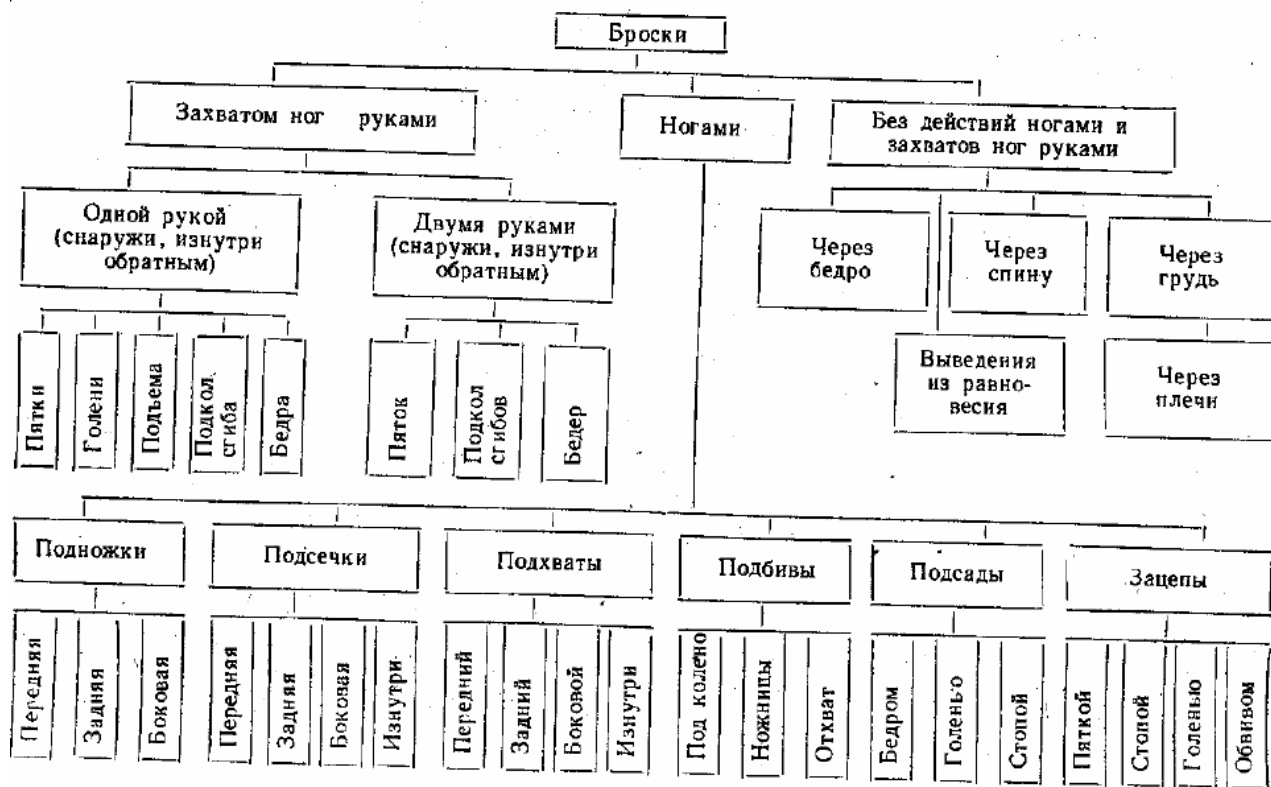 Броски
Захватом ног руками
Ногами
Без действий ногами и
захватов ног руками
Одной рукой
(снаружи, изнутри
обратным)
Двумя руками
(снаружи, изнутри
обратным)
Через
бедро
Через
спину
Через
грудь
Выведения
из равно-
весия
Через
плечи
Пятки
Голени
Подъема
Подкол.
сгиба
Бедра
Пяток
Подкол
сгибов
Бедер
Подножки
Подсечки
Подхваты
Подбивы
Подсады
Зацепы
Передняя
Задняя
Боковая
Передняя
Задняя
Боковая
Изнутри
Передний
Задний
Боковой
Изнутри
Под колено
Ножницы
Отхват
Бедром
Голенью
Стопой
Пяткой
Стопой
Голенью
Обвивом